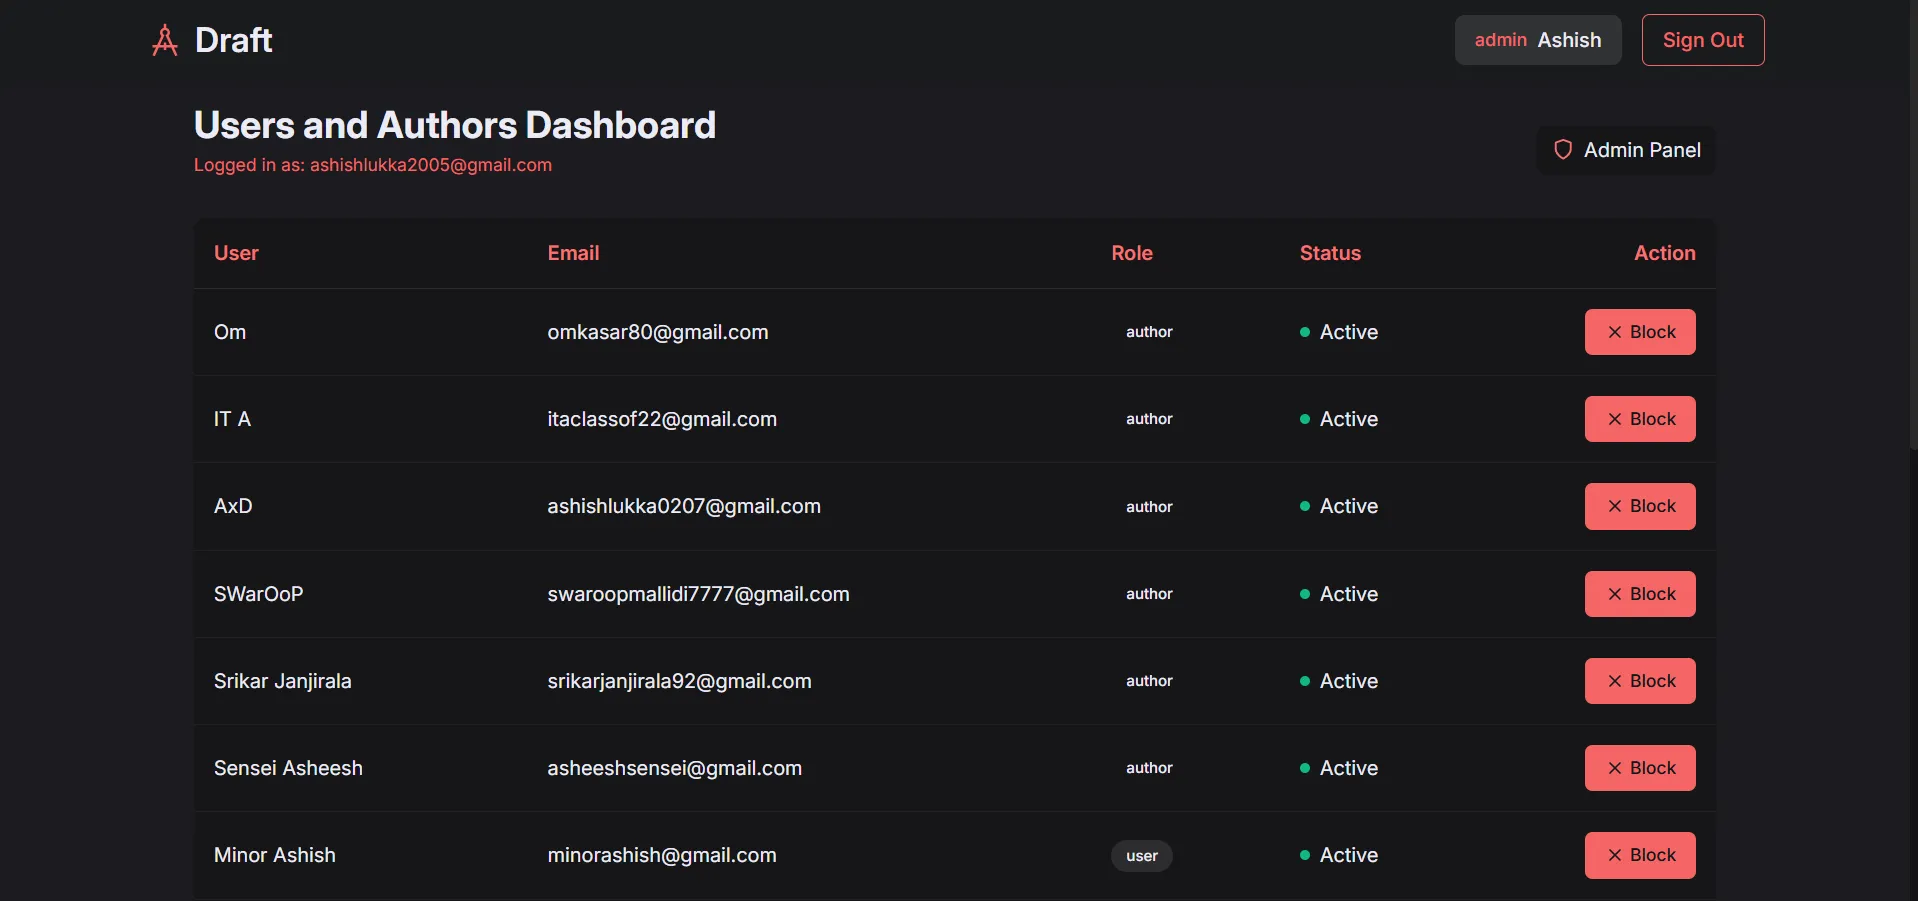 Draft
admin Ashish
Sign Out
Users and Authors Dashboard
Logged in as: ashishlukka2005@gmail.com
Admin Panel
User Email Role Status Action
Om omkasar80@gmail.com author Active Block
IT A itaclassof22@gmail.com author Active Block
AxD ashishlukka0207@gmail.com author Active Block
SWarOoP swaroopmallidi7777@gmail.com author Active Block
Srikar Janjirala srikarjanjirala92@gmail.com author Active Block
Sensei Asheesh asheeshsensei@gmail.com author Active Block
Minor Ashish minorashish@gmail.com user Active Block